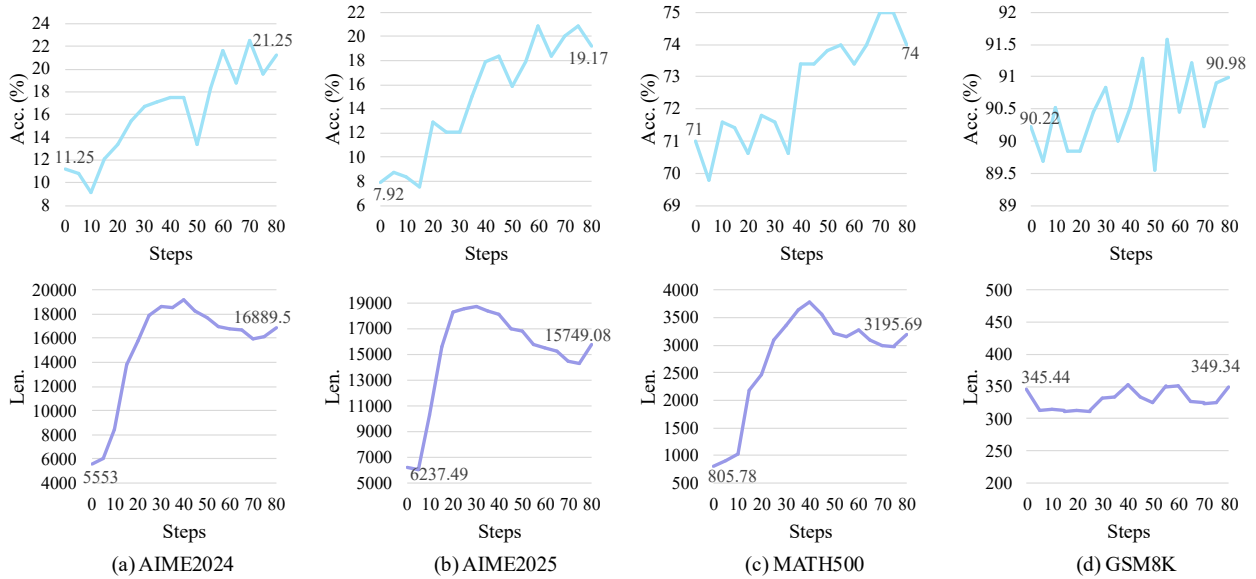 24
22
20
18
16
14
12
10
8
Acc. (%)
11.25
21.25
0 10 20 30 40 50 60 70 80
Steps
22
20
18
16
14
12
10
8
6
Acc. (%)
7.92
19.17
0 10 20 30 40 50 60 70 80
Steps
75
74
73
72
71
70
69
Acc. (%)
71
74
0 10 20 30 40 50 60 70 80
Steps
92
91.5
91
90.5
90
89.5
89
Acc. (%)
90.22
90.98
0 10 20 30 40 50 60 70 80
Steps
20000
18000
16000
14000
12000
10000
8000
6000
4000
Len.
5553
16889.5
0 10 20 30 40 50 60 70 80
Steps
(a) AIME2024
19000
17000
15000
13000
11000
9000
7000
5000
Len.
6237.49
15749.08
0 10 20 30 40 50 60 70 80
Steps
(b) AIME2025
4000
3500
3000
2500
2000
1500
1000
500
Len.
805.78
3195.69
0 10 20 30 40 50 60 70 80
Steps
(c) MATH500
500
450
400
350
300
250
200
Len.
345.44
349.34
0 10 20 30 40 50 60 70 80
Steps
(d) GSM8K